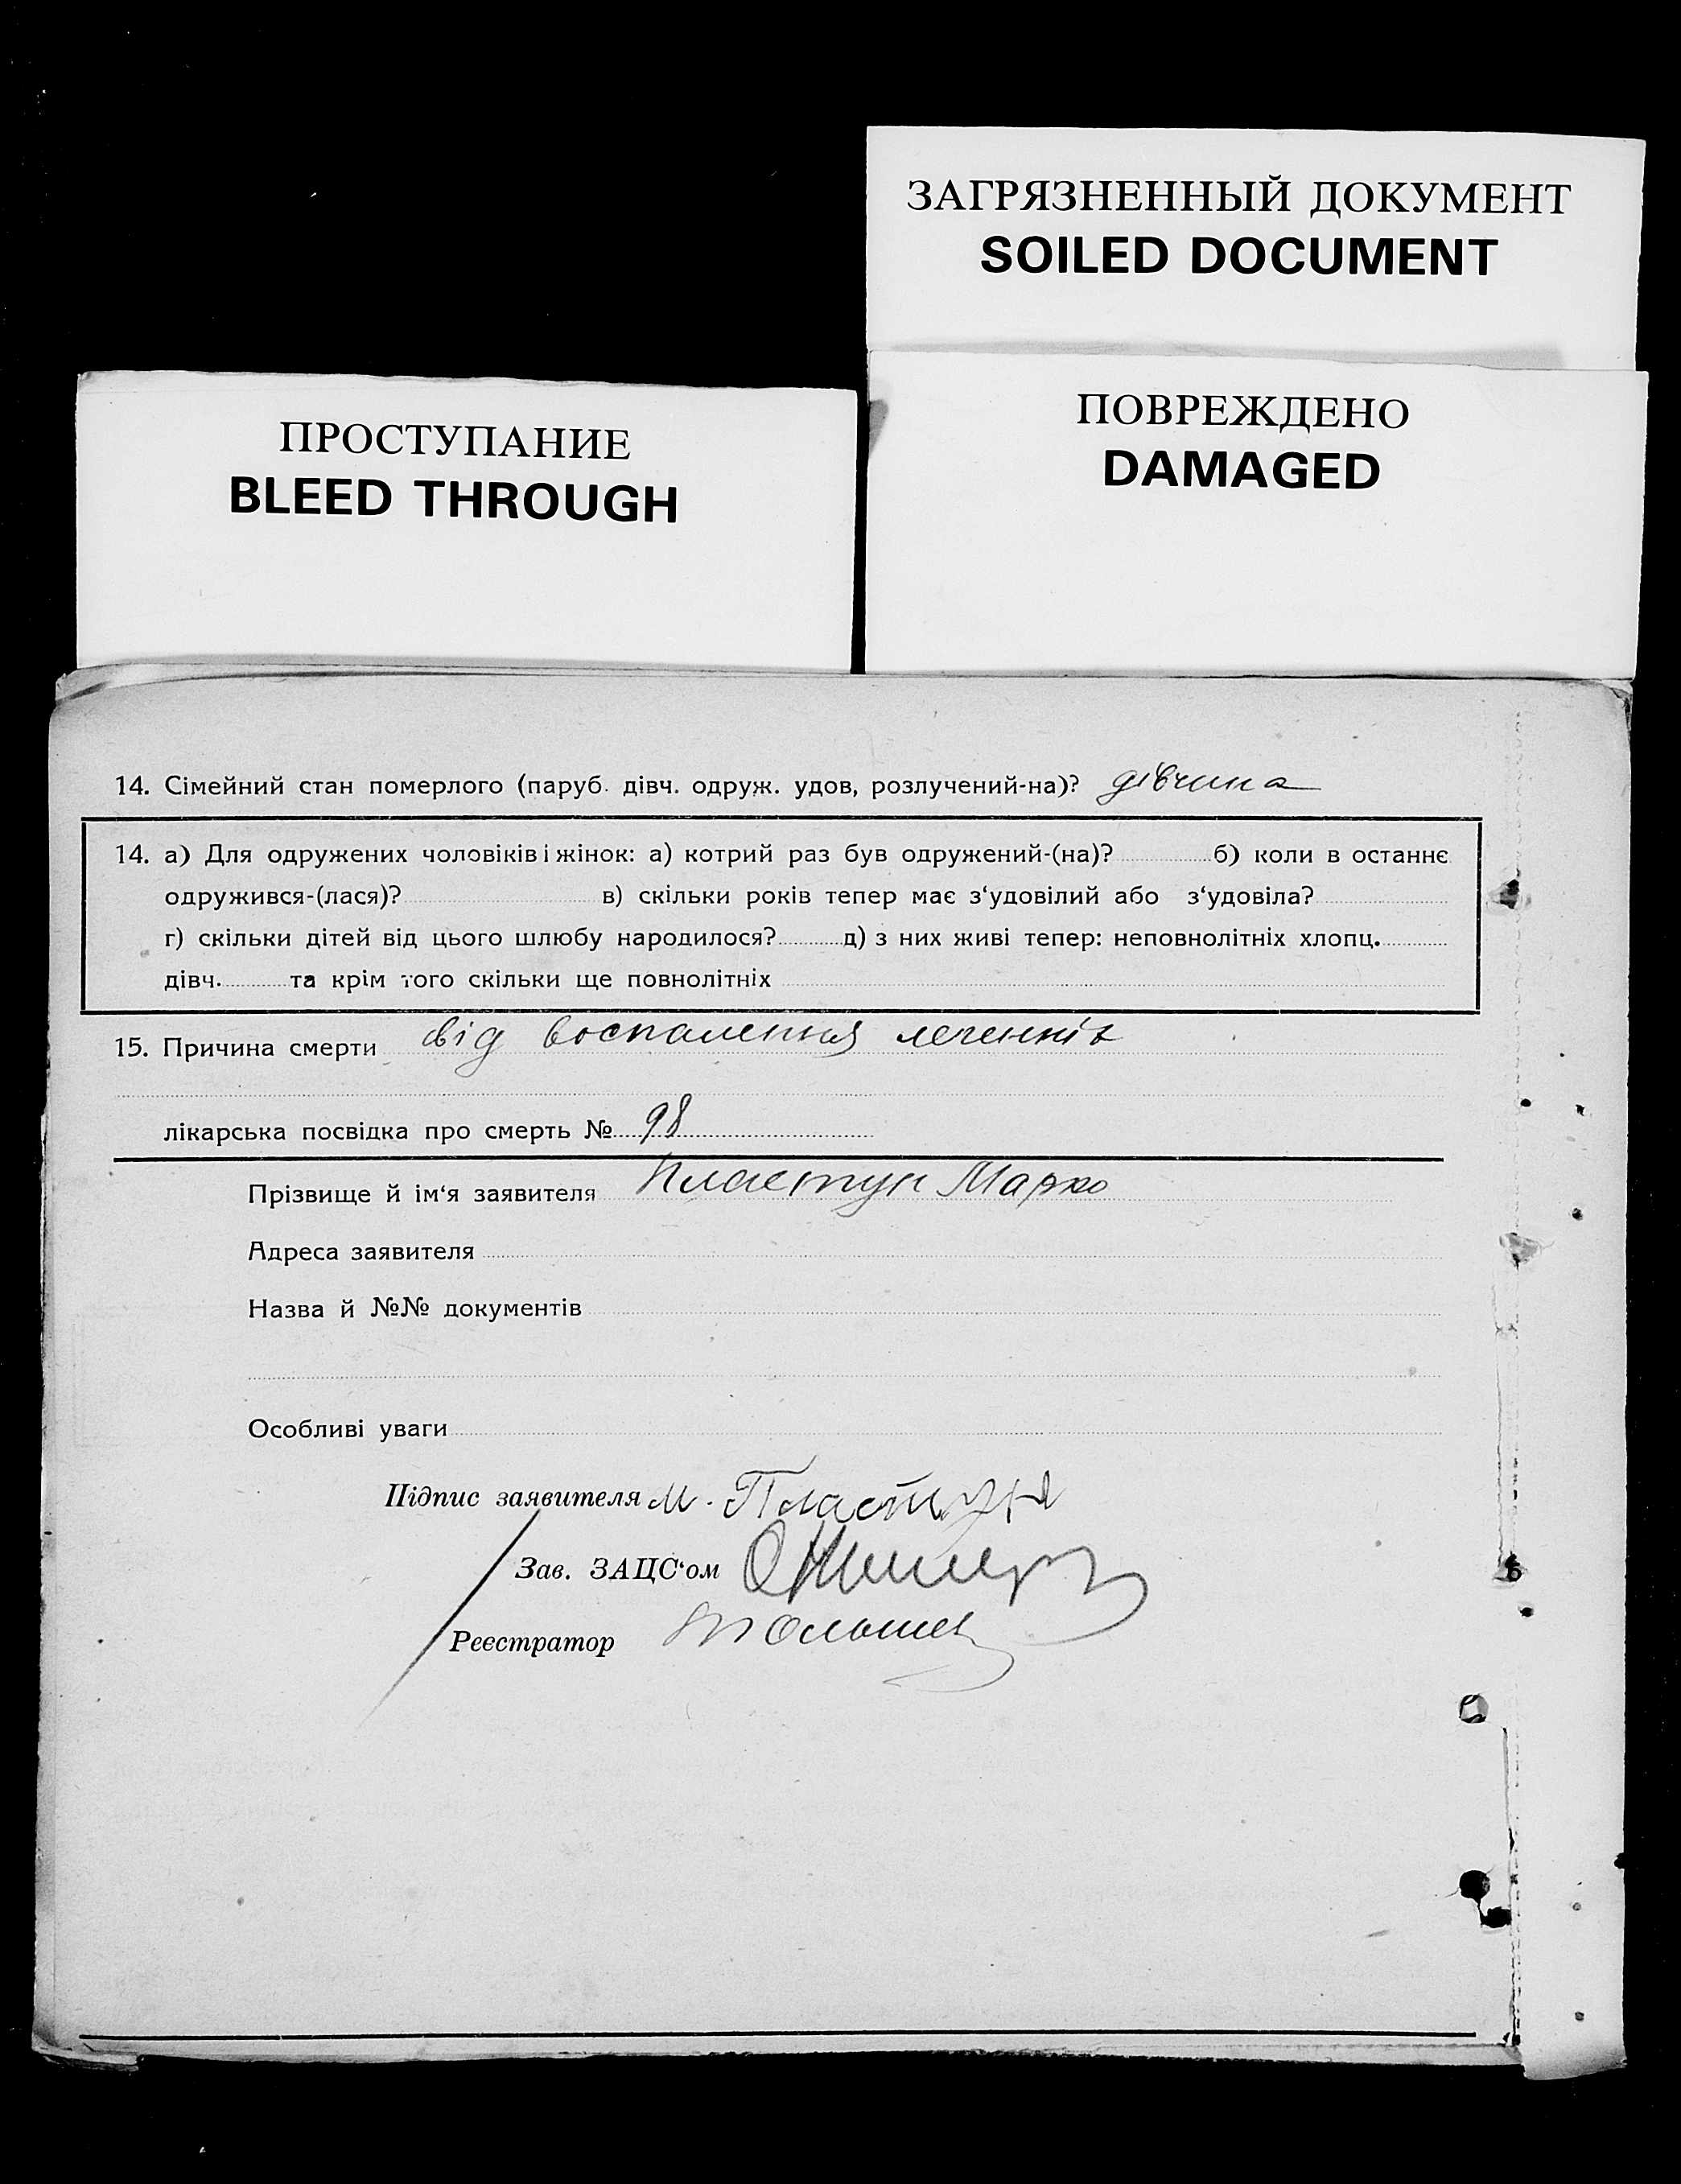 ЗАГРЯЗНЕННЫЙ ДОКУМЕНТ
SOILED DOCUMENT
ПРОСТУПАНИЕ
BLEED THROUGH
ПОВРЕЖДЕНО
DAMAGED
14. Сімейний стан померлого (паруб. дівч. одруж. удов, розлучений-на)? дівчина
14. а) Для одружених чоловіків і жінок: а) котрий раз був одружений-(на)? б) коли в останнє
одружився-(лася)? в) скільки років тепер має з‘удовілий або з‘удовіла?
г) скільки дітей від цього шлюбу народилося? д) з них живі тепер: неповнолітніх хлопц.
дівч. та крім того скільки ще повнолітніх
15. Причина смерти від воспалення легенків
лікарська посвідка про смерть № 98
Прізвище й ім‘я заявителя Пластун Марко
Адреса заявителя
Назва й №№ документів
Особливі уваги
Підпис заявителя М. Пластун
Зав. ЗАЦС‘ом
Реєстратор